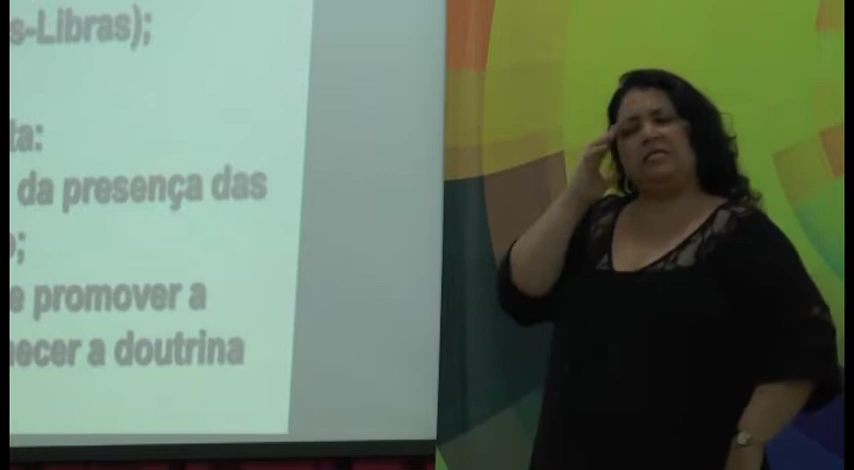 s-Libras);
ta:
da presença das
o;
e promover a
ecer a doutrina